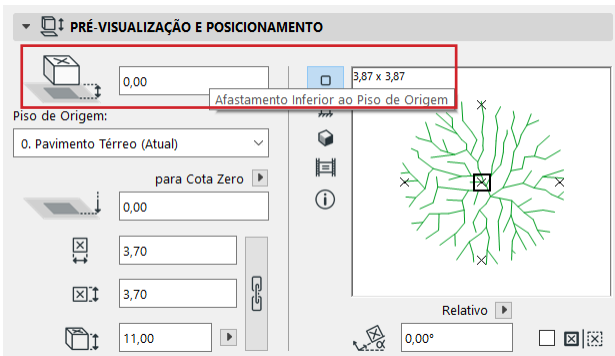 PRÉ-VISUALIZAÇÃO E POSICIONAMENTO
0,00
3,87 x 3,87
Afastamento Inferior ao Piso de Origem
Piso de Origem:
0. Pavimento Térreo (Atual)
para Cota Zero
0,00
3,70
3,70
11,00
Relativo
α
0,00°